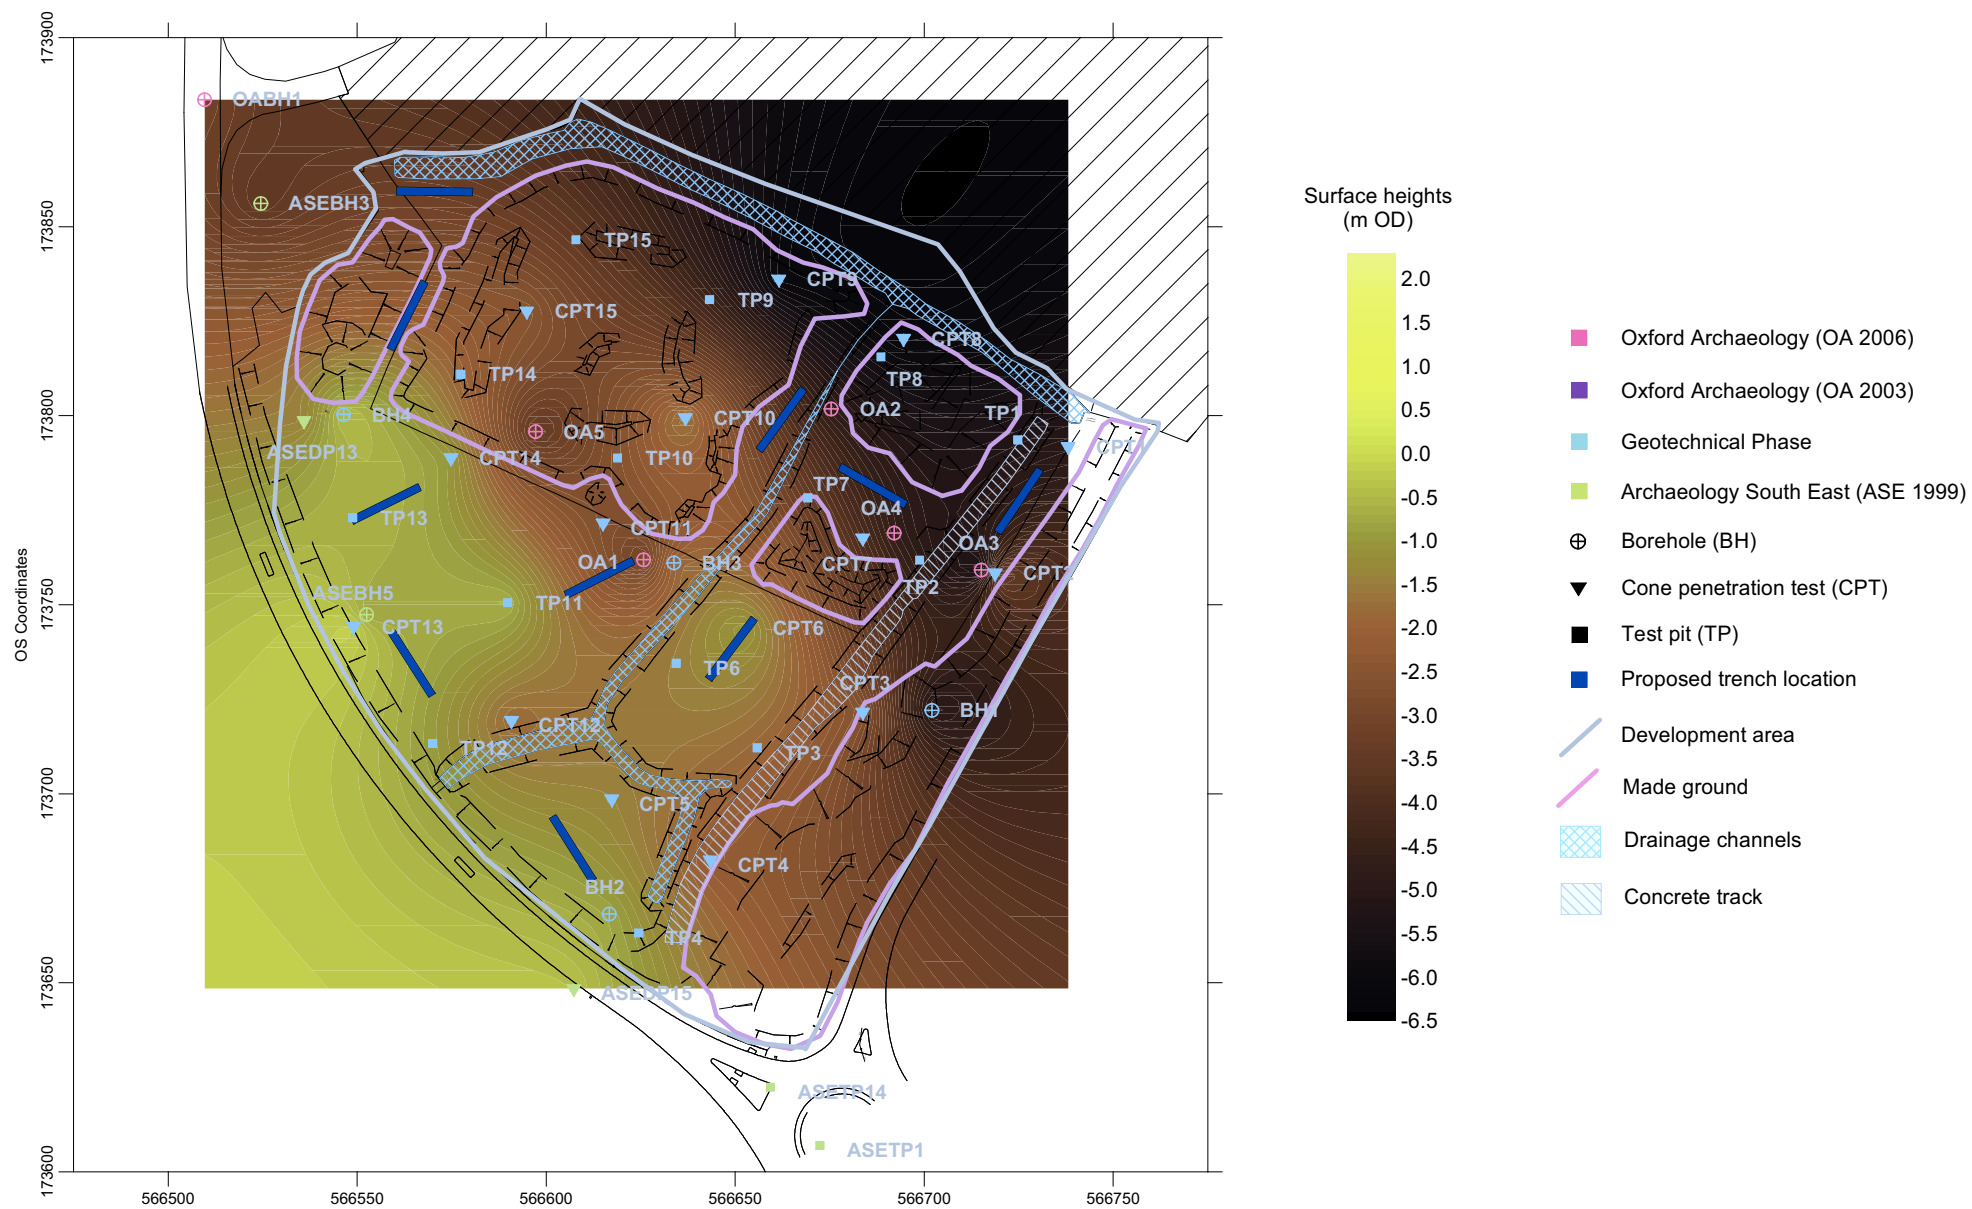 173900
173850
173800
173750
173700
173650
173600
OS Coordinates
566500
566550
566600
566650
566700
566750
OABH1
ASEBH3
TP15
CPT9
TP9
CPT15
CPT8
TP14
TP8
OA2
TP1
BH4
CPT10
OA5
CPT1
ASEDP13
CPT14
TP10
TP7
OA4
TP13
CPT11
OA3
OA1
BH3
CPT7
CPT2
TP2
ASEBH5
TP11
CPT13
CPT6
TP6
CPT3
BH1
CPT12
TP12
TP3
CPT5
CPT4
BH2
TP4
ASEDP15
ASETP14
ASETP1
Surface heights
(m OD)
2.0
1.5
1.0
0.5
0.0
-0.5
-1.0
-1.5
-2.0
-2.5
-3.0
-3.5
-4.0
-4.5
-5.0
-5.5
-6.0
-6.5
Oxford Archaeology (OA 2006)
Oxford Archaeology (OA 2003)
Geotechnical Phase
Archaeology South East (ASE 1999)
Borehole (BH)
Cone penetration test (CPT)
Test pit (TP)
Proposed trench location
Development area
Made ground
Drainage channels
Concrete track